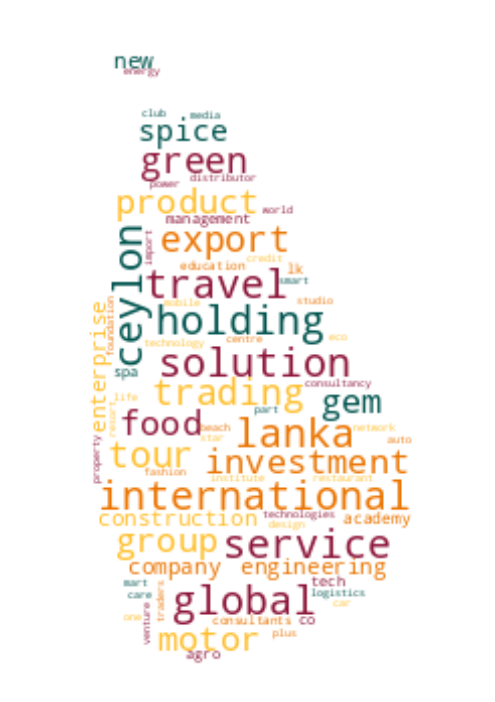 new
energy
club media
spice
green
distributor
power
product world
management
export
import
ceylon
education credit lk
travel smart
mobile studio
holding
enterprise
foundation
technology centre eco
solution
spa consultancy
trading
life gem
part
resort
food lanka
beach network
star auto
tour investment
property
fashion institute restaurant
international
construction technologies academy
design
group service
company engineering
mart tech
care logistics
global car
traders
venture
one consultants co
motor plus
agro